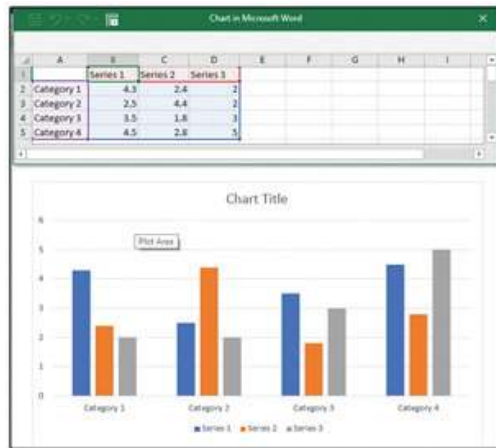 Chart in Microsoft Word
A B C D E F G H I
1 Series 1 Series 2 Series 3
2 Category 1 4.3 2.4 2
3 Category 2 2.5 4.4 2
4 Category 3 3.5 1.8 3
5 Category 4 4.5 2.8 5
Chart Title
6
Plot Area
5
4
3
2
1
0
Category 1 Category 2 Category 3 Category 4
Series 1 Series 2 Series 3